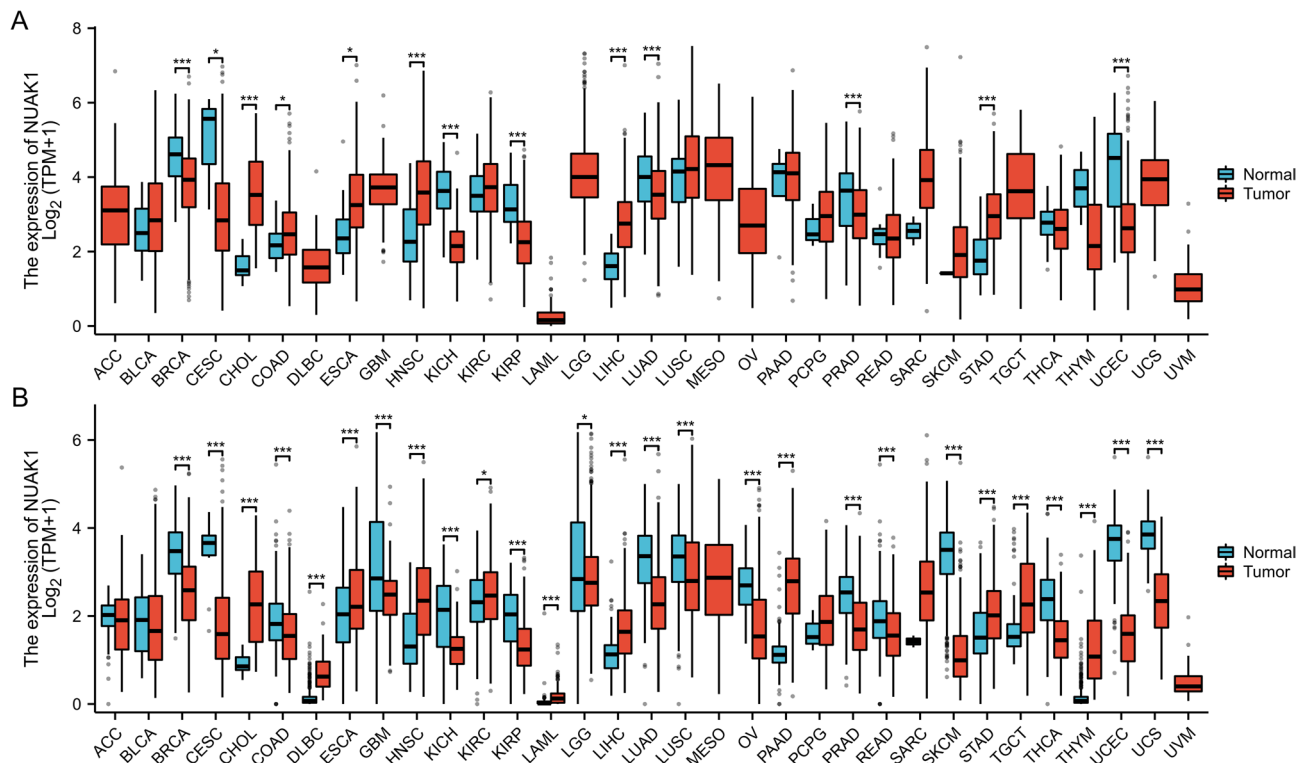 A
The expression of NUAK1
Log2 (TPM+1)
8
6
4
2
0
*** * *** * * *** *** *** *** *** *** *** ***
Normal
Tumor
ACC BLCA BRCA CESC CHOL COAD DLBC ESCA GBM HNSC KICH KIRC KIRP LAML LGG LIHC LUAD LUSC MESO OV PAAD PCPG PRAD READ SARC SKCM STAD TGCT THCA THYM UCEC UCS UVM
B
The expression of NUAK1
Log2 (TPM+1)
6
4
2
0
*** *** *** *** *** *** *** *** *** * *** *** * *** *** *** *** *** *** *** *** *** *** *** *** *** ***
Normal
Tumor
ACC BLCA BRCA CESC CHOL COAD DLBC ESCA GBM HNSC KICH KIRC KIRP LAML LGG LIHC LUAD LUSC MESO OV PAAD PCPG PRAD READ SARC SKCM STAD TGCT THCA THYM UCEC UCS UVM